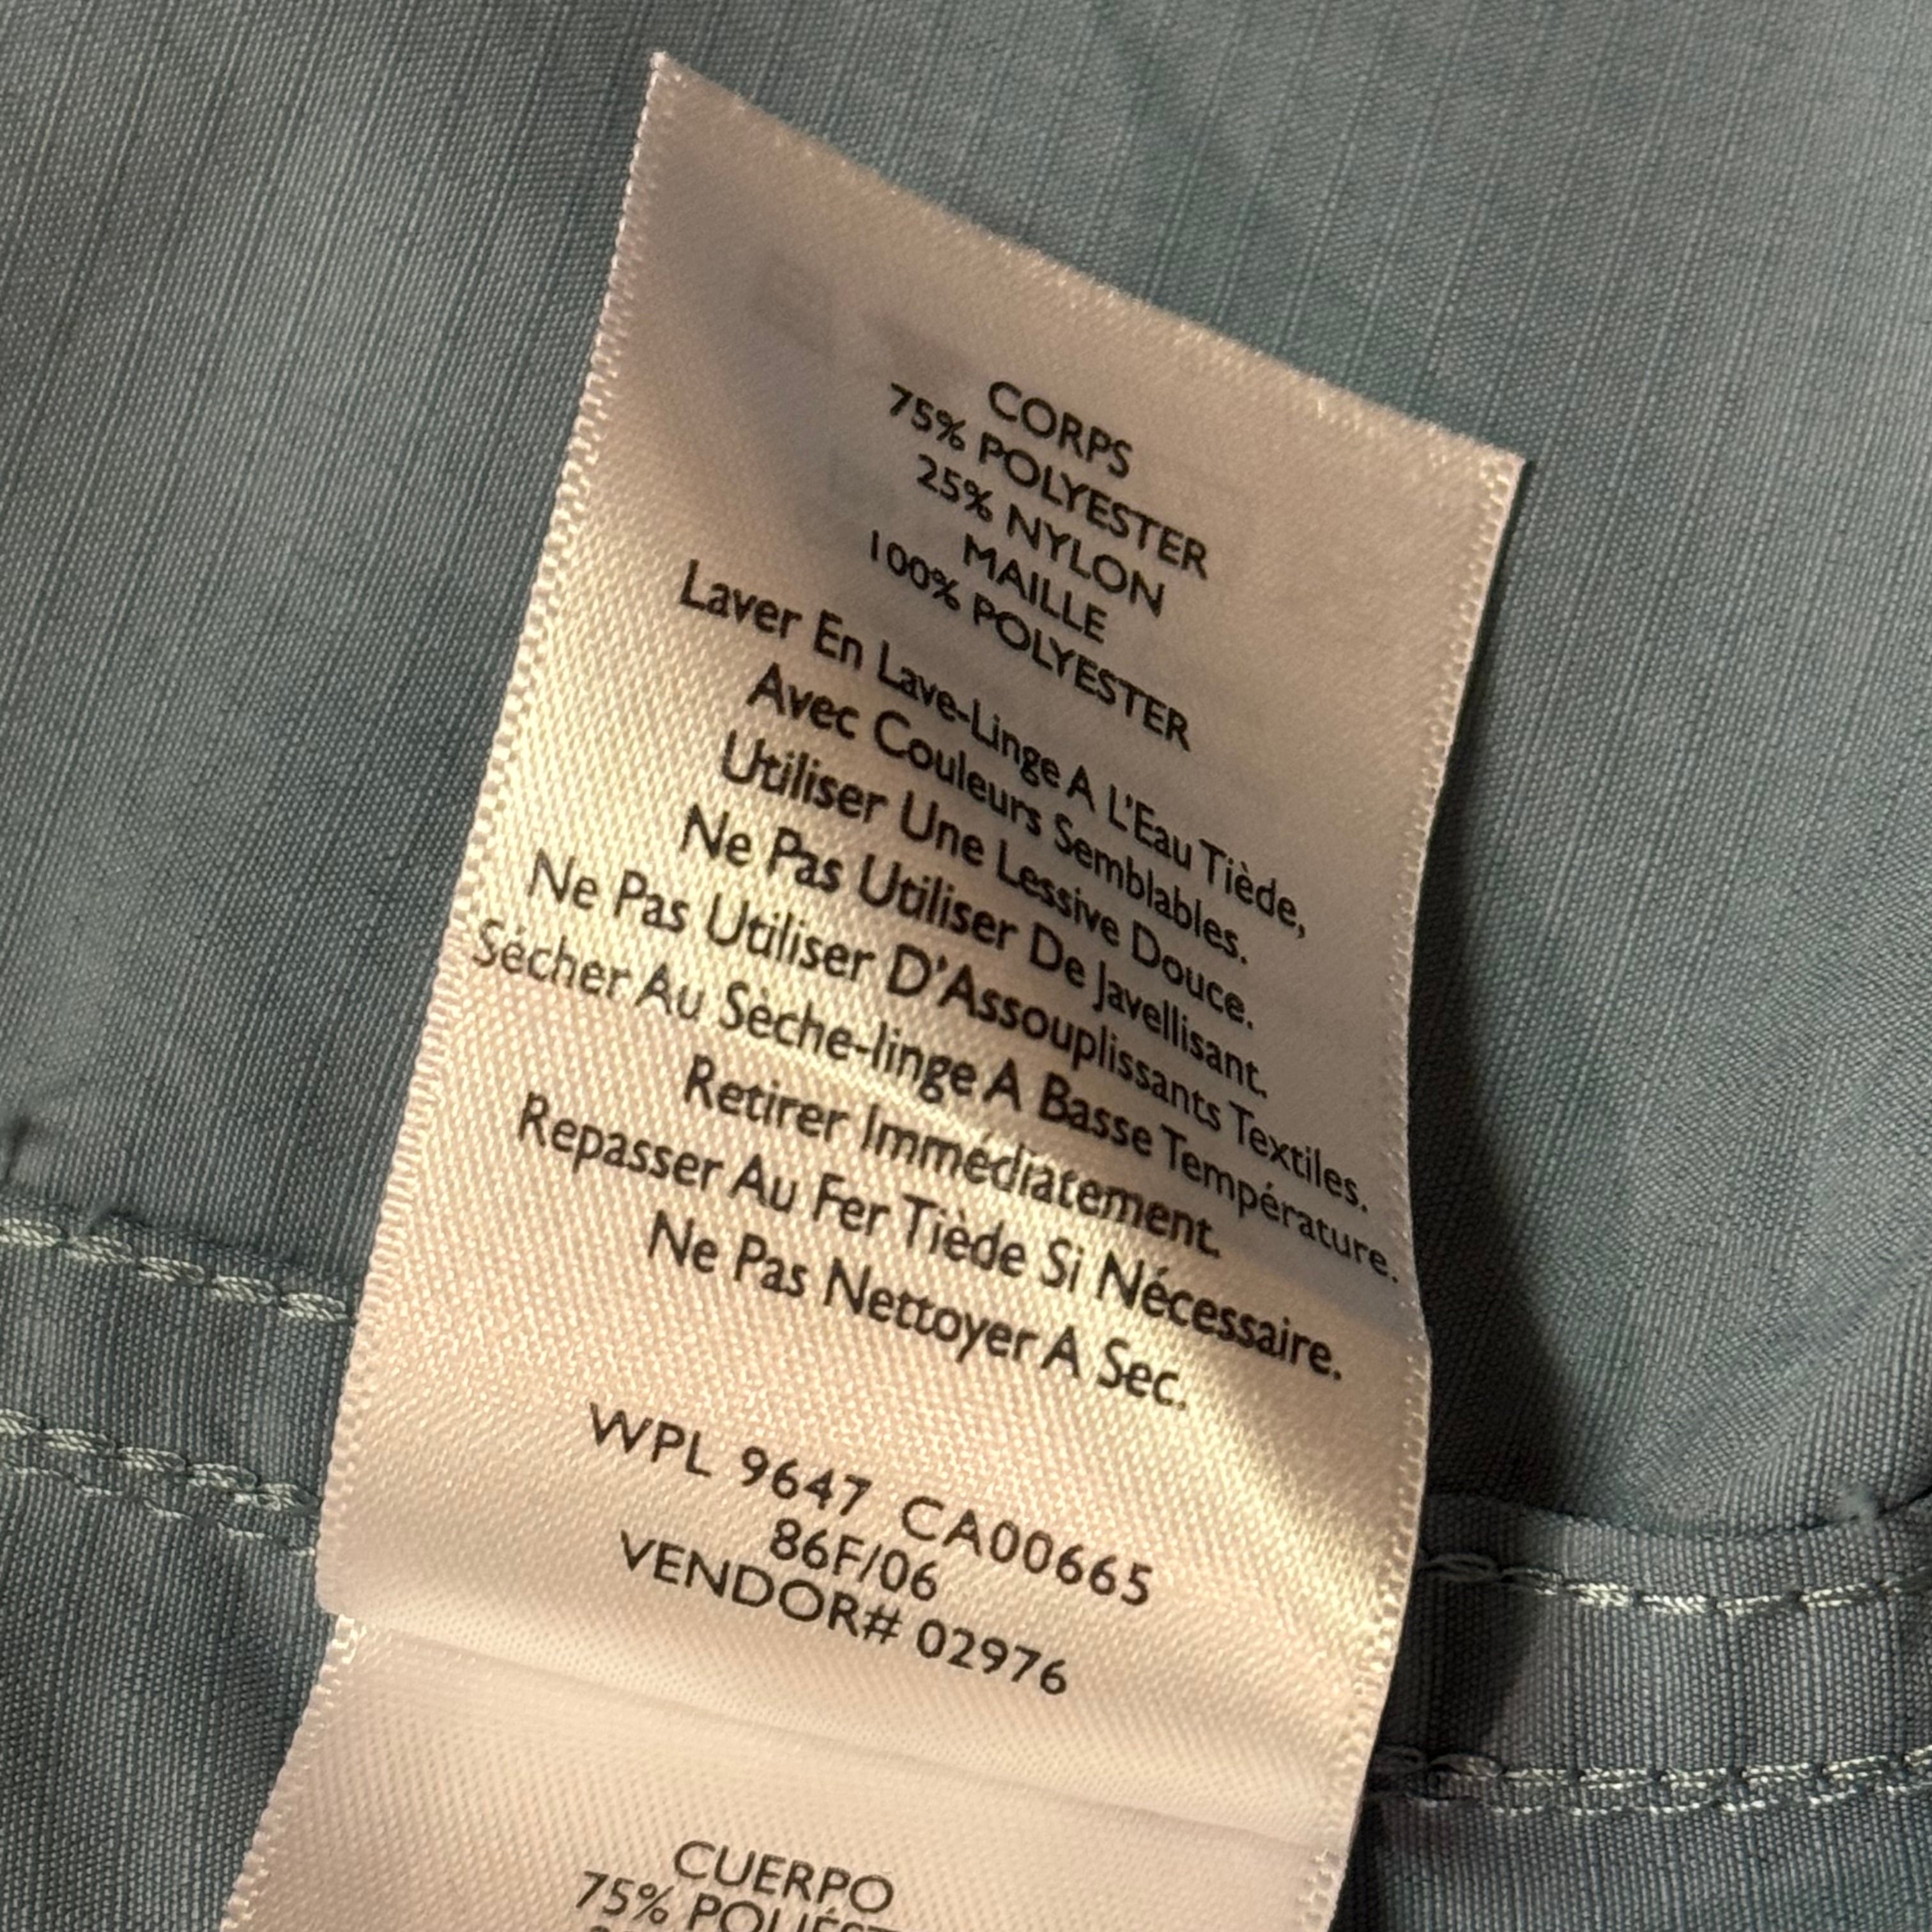 CORPS
75% POLYESTER
25% NYLON
MAILLE
100% POLYESTER
Laver En Lave-Linge A L'Eau Tiède,
Avec Couleurs Semblables.
Utiliser Une Lessive Douce.
Ne Pas Utiliser De Javellisant.
Ne Pas Utiliser D'Assouplissants Textiles.
Sécher Au Sèche-linge A Basse Température.
Retirer Immédiatement.
Repasser Au Fer Tiède Si Nécessaire.
Ne Pas Nettoyer A Sec.
WPL 9647 CA00665
86F/06
VENDOR# 02976
CUERPO
75%